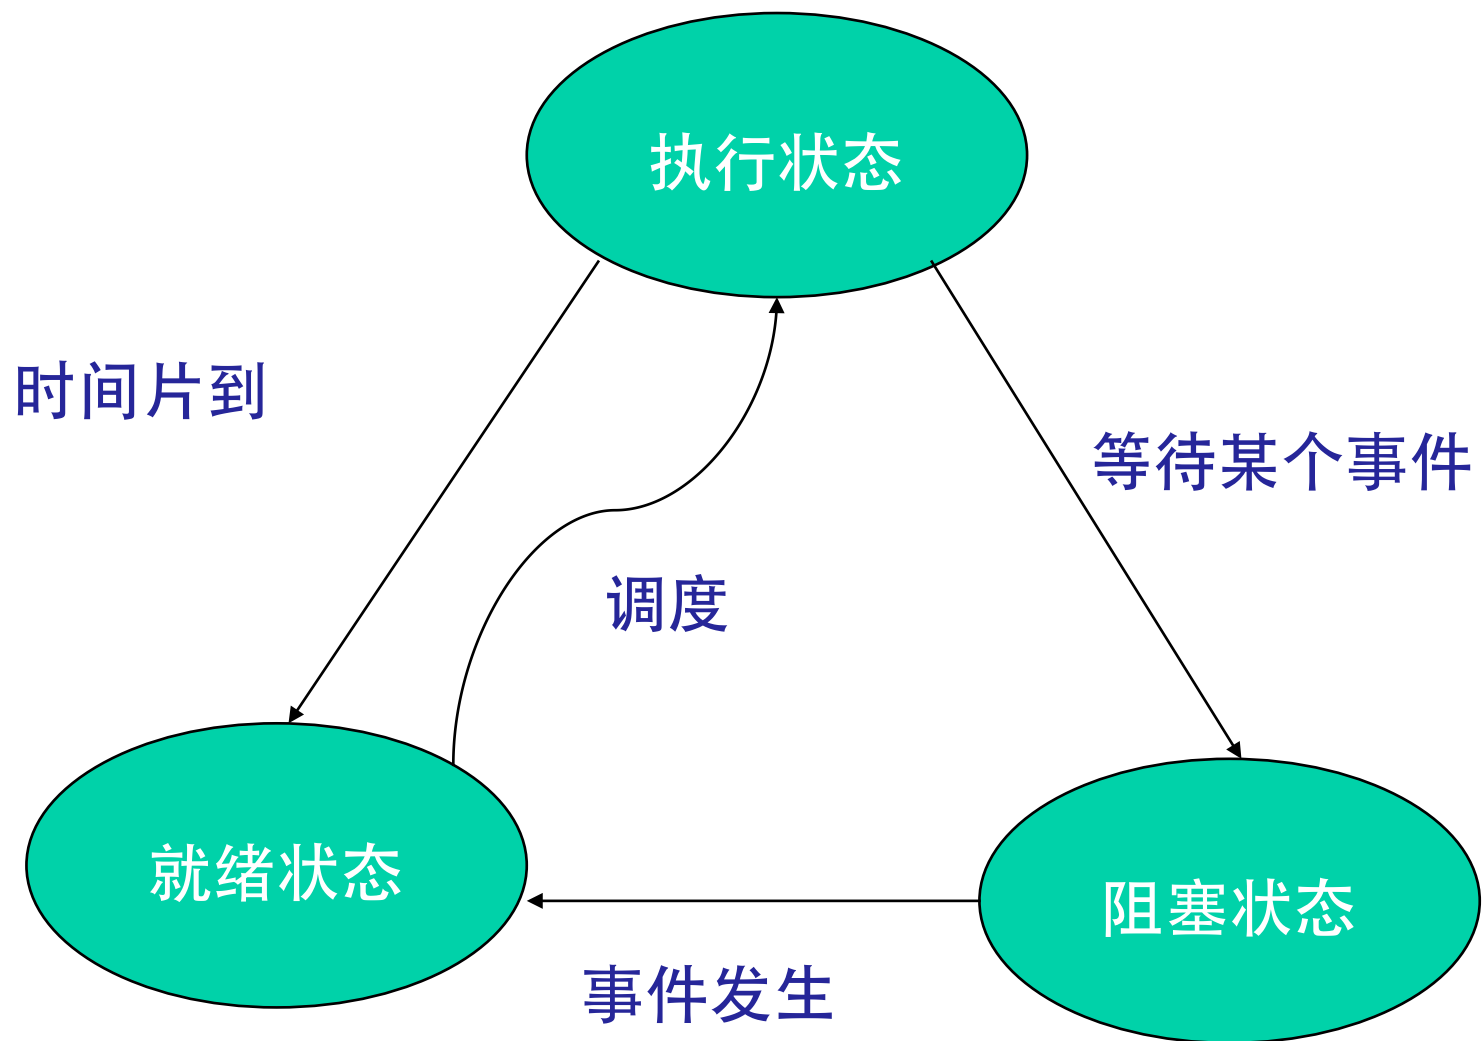 执行状态
时间片到
等待某个事件
调度
就绪状态
阻塞状态
事件发生